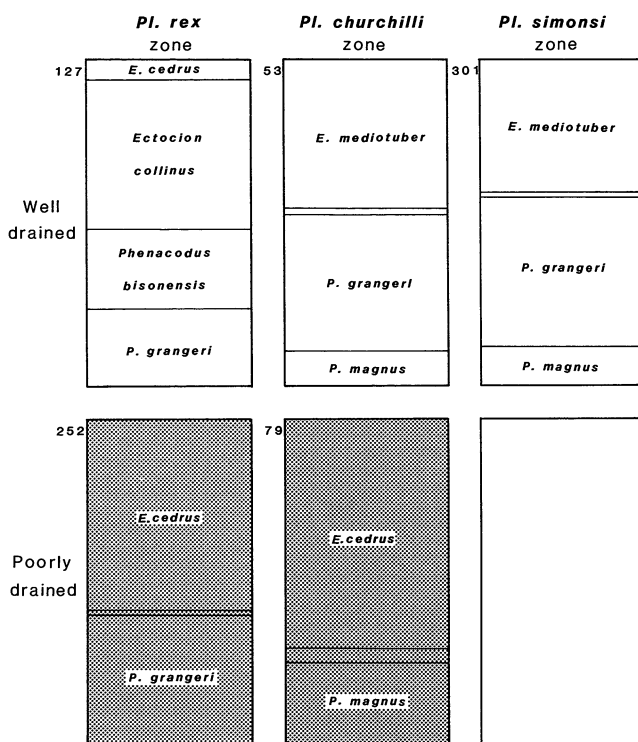 Pl. rex Pl. churchilli Pl. simonsi
zone zone zone
127 E. cedrus 53 301
Ectocion
collinus
E. mediotuber E. mediotuber
Well
drained
Phenacodus
bisonensis
P. grangerl P. grangeri
P. grangeri P. magnus P. magnus
252 79
E.cedrus E.cedrus
Poorly
drained
P. grangeri P. magnus